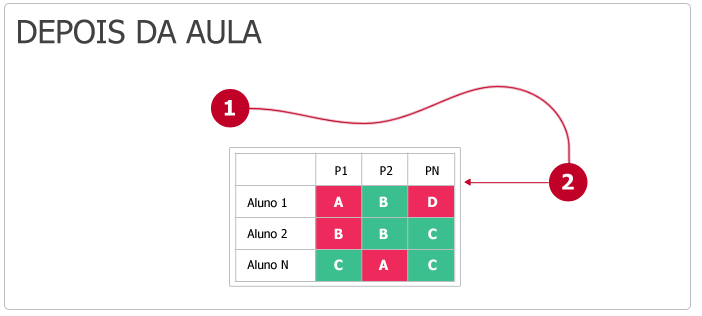 DEPOIS DA AULA
1
2
P1 P2 PN
Aluno 1 A B D
Aluno 2 B B C
Aluno N C A C